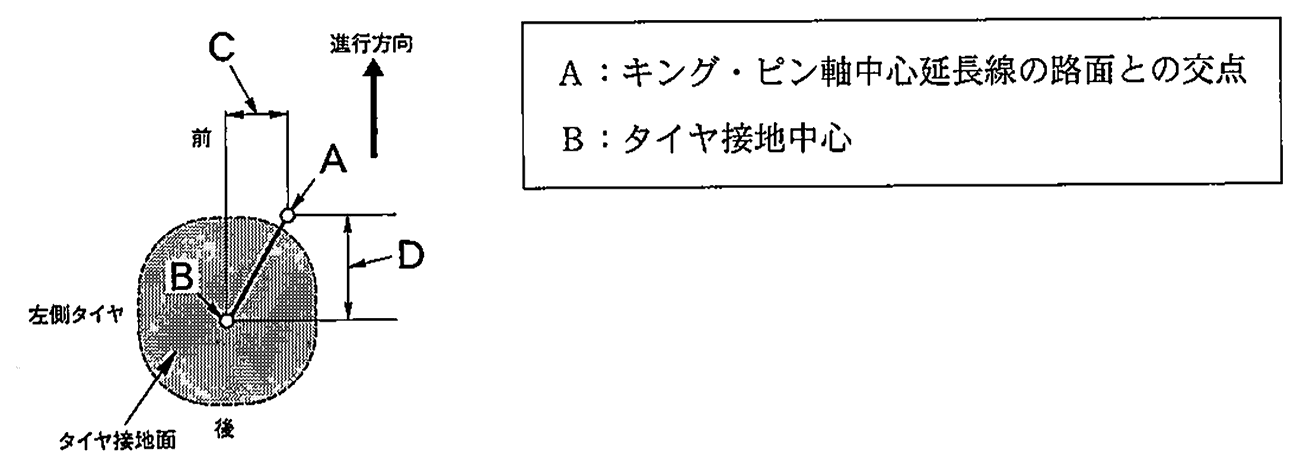 C
進行方向
前
A
D
B
左側タイヤ
タイヤ接地面
後
A:キング・ピン軸中心延長線の路面との交点
B:タイヤ接地中心